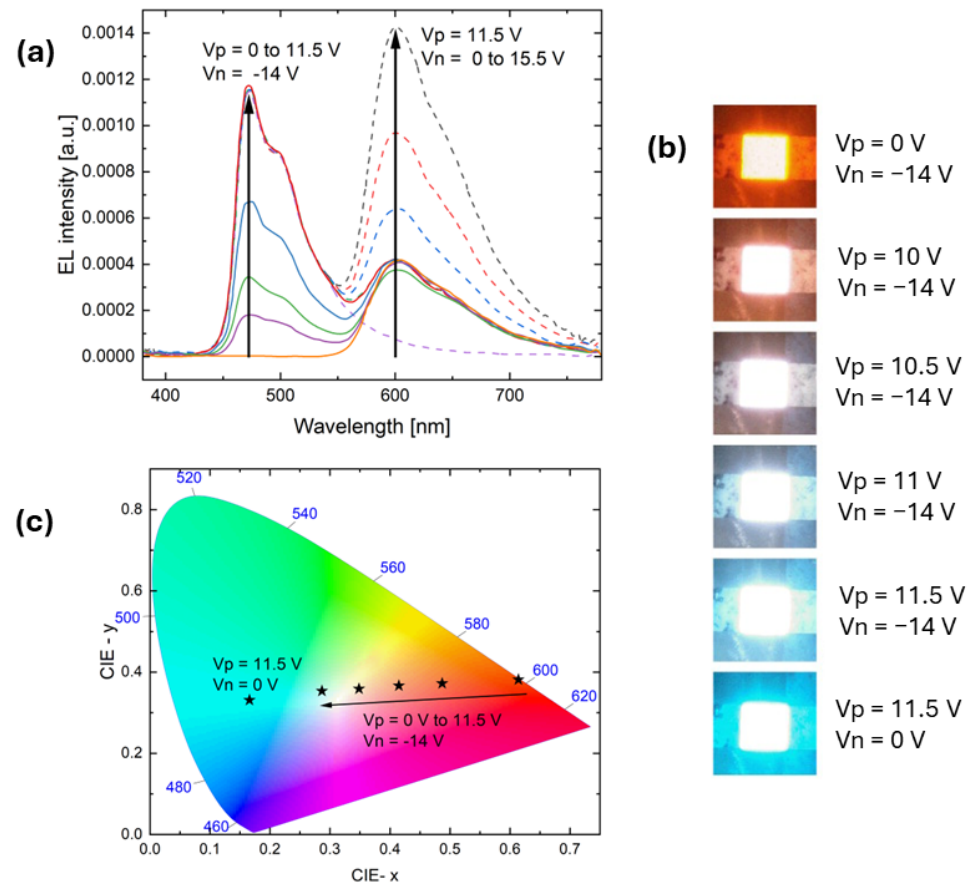 (a)
Vp = 0 to 11.5 V
Vn =  -14 V
Vp = 11.5 V
Vn =  0 to 15.5 V
EL intensity [a.u.]
0.0014
0.0012
0.0010
0.0008
0.0006
0.0004
0.0002
0.0000
400
500
600
700
Wavelength [nm]
(b)
Vp = 0 V
Vn = −14 V
Vp = 10 V
Vn = −14 V
Vp = 10.5 V
Vn = −14 V
Vp = 11 V
Vn = −14 V
Vp = 11.5 V
Vn = −14 V
Vp = 11.5 V
Vn = 0 V
(c)
CIE - y
0.8
0.6
0.4
0.2
0.0
520
540
560
580
600
620
500
480
460
Vp = 11.5 V
Vn = 0 V
Vp = 0 V to 11.5 V
Vn = -14 V
0.0
0.1
0.2
0.3
0.4
0.5
0.6
0.7
CIE- x